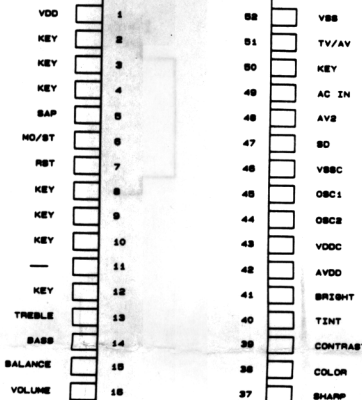 VDD 1 52 VSS
KEY 2 51 TV/AV
KEY 3 50 KEY
KEY 4 49 AC IN
SAP 5 48 AV2
MO/ST 6 47 SD
RST 7 46 VSSC
KEY 8 45 OSC1
KEY 9 44 OSC2
KEY 10 43 VDDC
— 11 42 AVDD
KEY 12 41 BRIGHT
TREBLE 13 40 TINT
BASS 14 39 CONTRAST
BALANCE 15 38 COLOR
VOLUME 16 37 SHARP